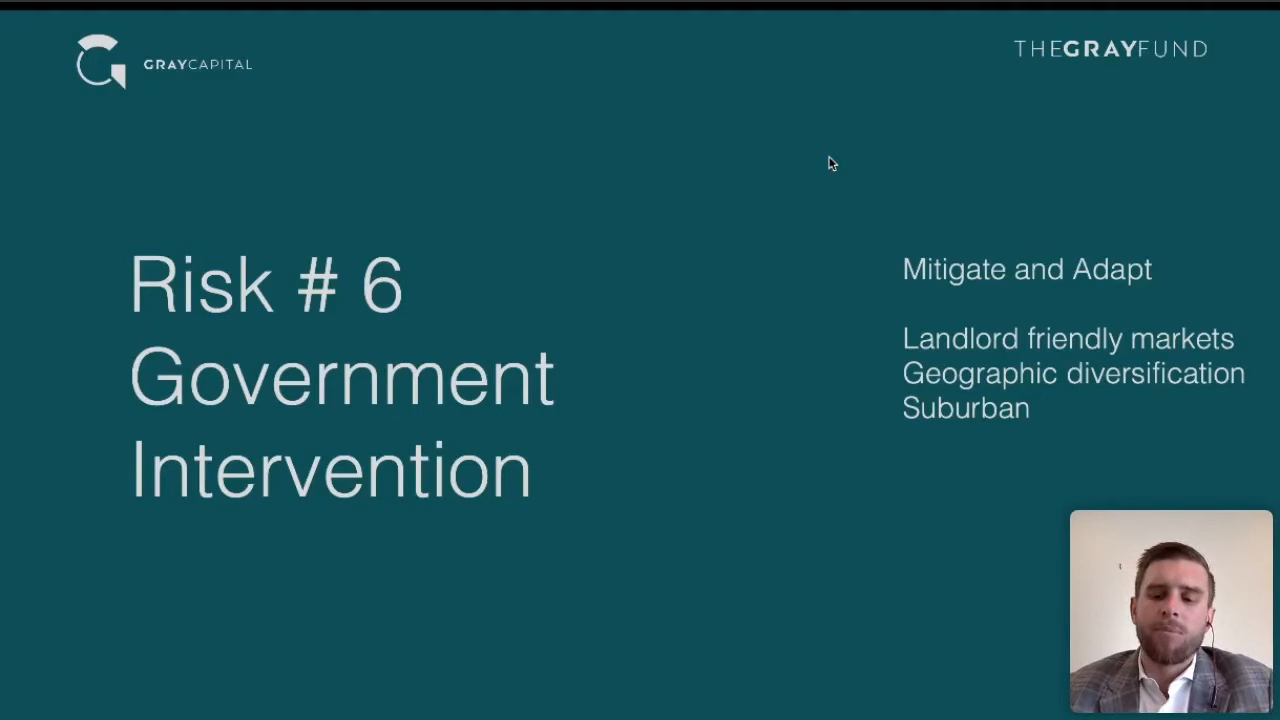 GRAYCAPITAL
THEGRAYFUND
Risk # 6
Government
Intervention
Mitigate and Adapt
Landlord friendly markets
Geographic diversification
Suburban